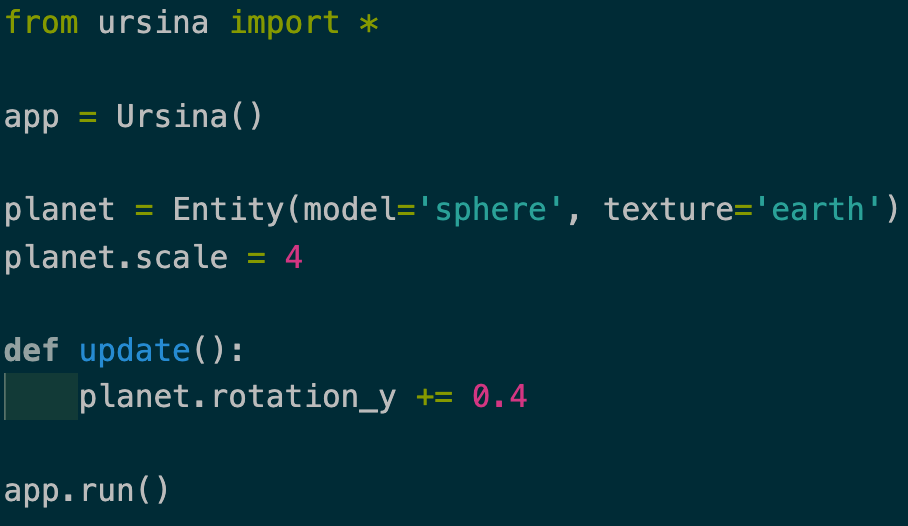 from ursina import *
app = Ursina()
planet = Entity(model='sphere', texture='earth')
planet.scale = 4
def update():
    planet.rotation_y += 0.4
app.run()